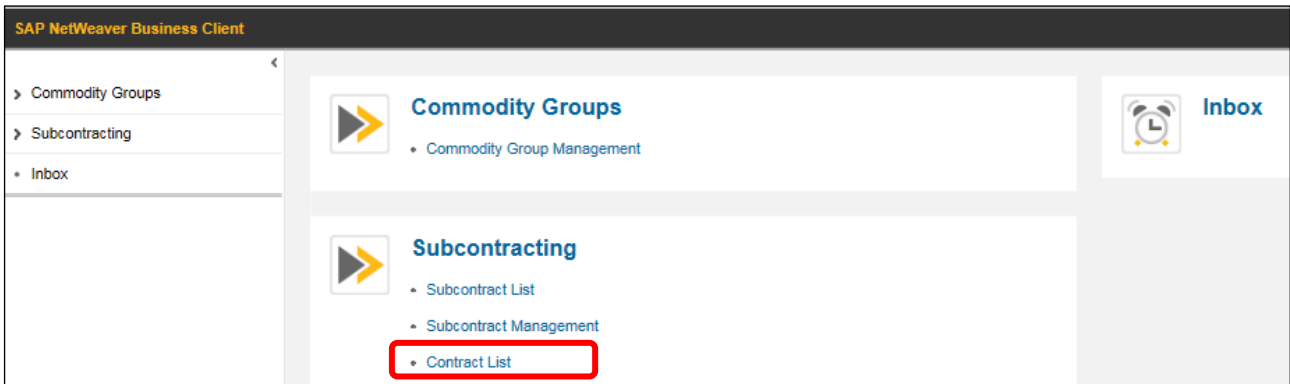 SAP NetWeaver Business Client
Commodity Groups
Subcontracting
Inbox
Commodity Groups
Commodity Group Management
Inbox
Subcontracting
Subcontract List
Subcontract Management
Contract List